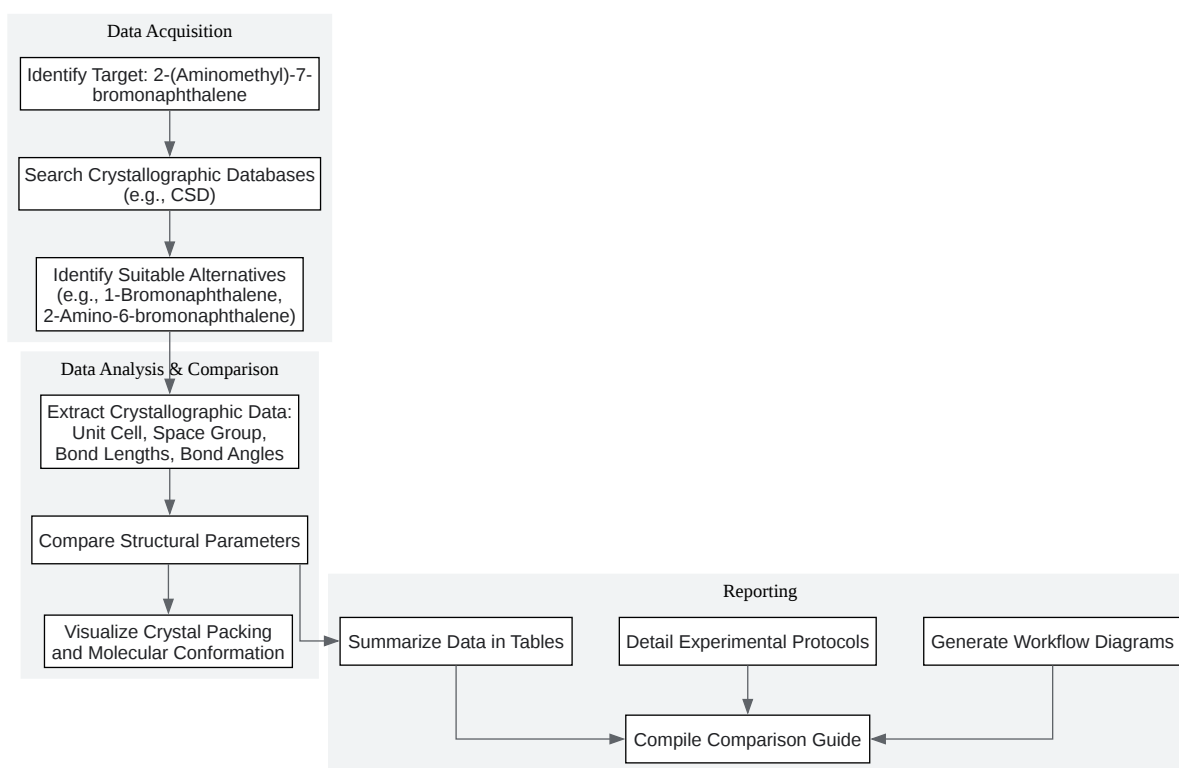 Data Acquisition
Identify Target: 2-(Aminomethyl)-7-
bromonaphthalene
Search Crystallographic Databases
(e.g., CSD)
Identify Suitable Alternatives
(e.g., 1-Bromonaphthalene,
2-Amino-6-bromonaphthalene)
Data Analysis & Comparison
Extract Crystallographic Data:
Unit Cell, Space Group,
Bond Lengths, Bond Angles
Compare Structural Parameters
Visualize Crystal Packing
and Molecular Conformation
Reporting
Summarize Data in Tables
Detail Experimental Protocols
Generate Workflow Diagrams
Compile Comparison Guide